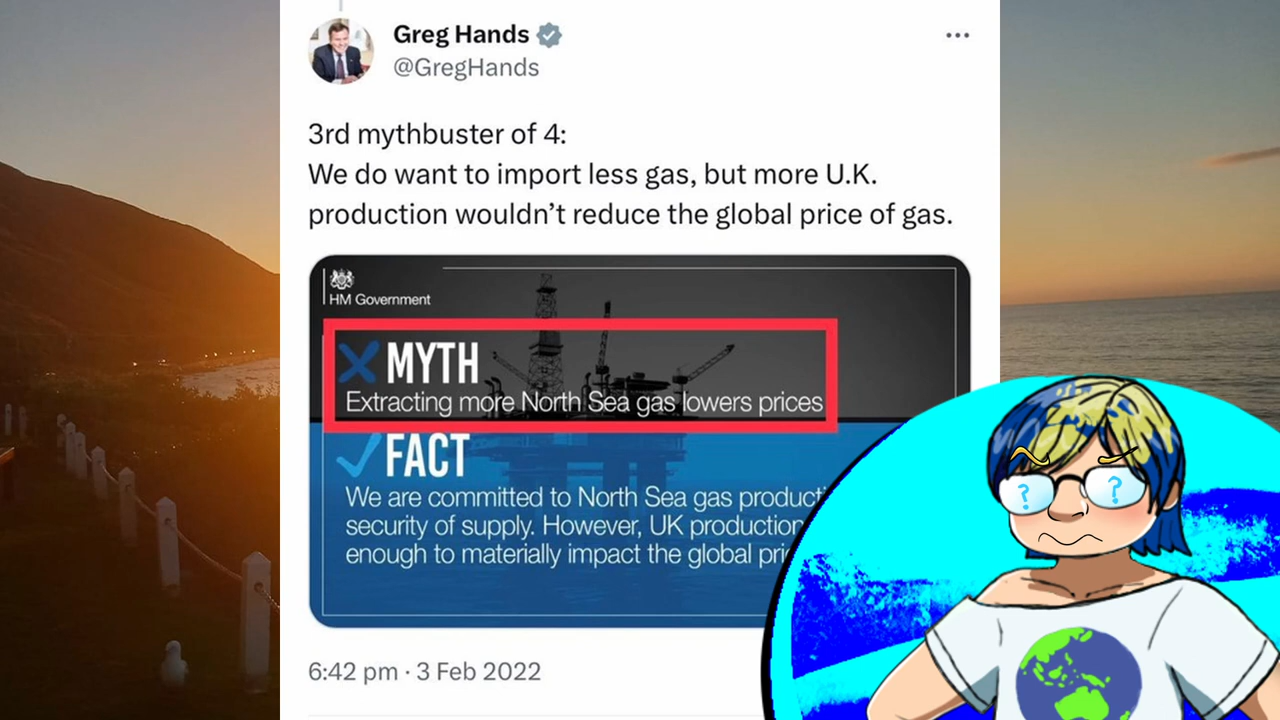 Greg Hands
@GregHands
3rd mythbuster of 4:
We do want to import less gas, but more U.K.
production wouldn’t reduce the global price of gas.
HM Government
MYTH
Extracting more North Sea gas lowers prices
FACT
We are committed to North Sea gas
security of supply. However, UK production
enough to materially impact the global
6:42 pm · 3 Feb 2022
? ?